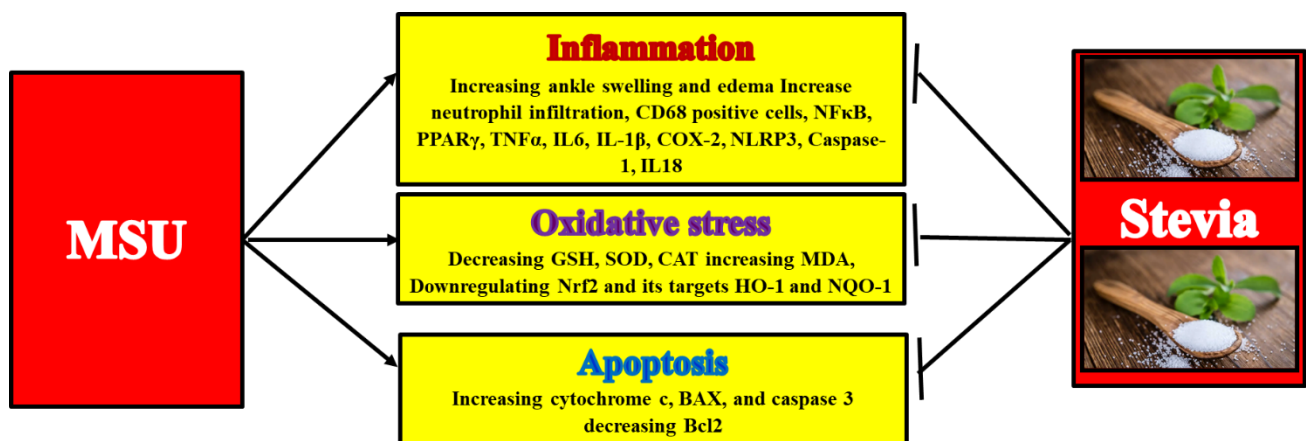 MSU
Inflammation
Increasing ankle swelling and edema Increase
neutrophil infiltration, CD68 positive cells, NFκB,
PPARγ, TNFα, IL6, IL-1β, COX-2, NLRP3, Caspase-
1, IL18
Oxidative stress
Decreasing GSH, SOD, CAT increasing MDA,
Downregulating Nrf2 and its targets HO-1 and NQO-1
Apoptosis
Increasing cytochrome c, BAX, and caspase 3
decreasing Bcl2
Stevia